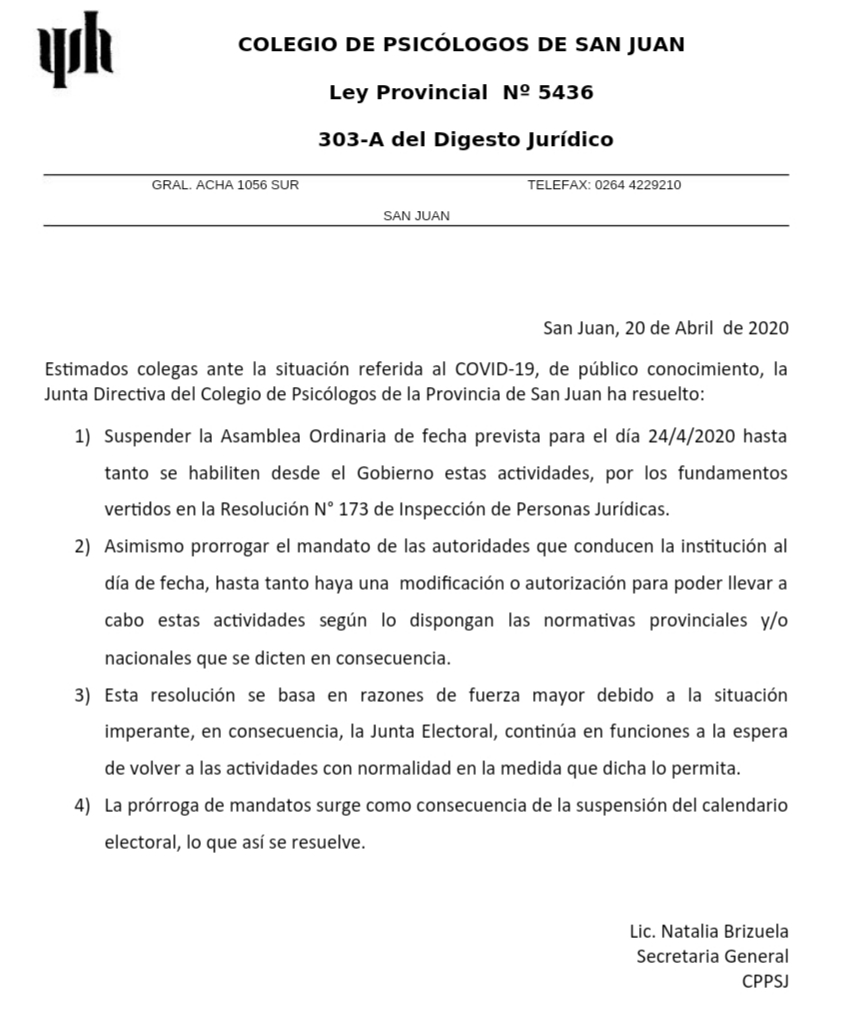 COLEGIO DE PSICÓLOGOS DE SAN JUAN
Ley Provincial  Nº 5436
303-A del Digesto Jurídico
GRAL. ACHA 1056 SUR TELEFAX: 0264 4229210
SAN JUAN
San Juan, 20 de Abril  de 2020
Estimados colegas ante la situación referida al COVID-19, de público conocimiento, la
Junta Directiva del Colegio de Psicólogos de la Provincia de San Juan ha resuelto:
1) Suspender la Asamblea Ordinaria de fecha prevista para el día 24/4/2020 hasta
tanto se habiliten desde el Gobierno estas actividades, por los fundamentos
vertidos en la Resolución N° 173 de Inspección de Personas Jurídicas.
2) Asimismo prorrogar el mandato de las autoridades que conducen la institución al
día de fecha, hasta tanto haya una  modificación o autorización para poder llevar a
cabo estas actividades según lo dispongan las normativas provinciales y/o
nacionales que se dicten en consecuencia.
3) Esta resolución se basa en razones de fuerza mayor debido a la situación
imperante, en consecuencia, la Junta Electoral, continúa en funciones a la espera
de volver a las actividades con normalidad en la medida que dicha lo permita.
4) La prórroga de mandatos surge como consecuencia de la suspensión del calendario
electoral, lo que así se resuelve.
Lic. Natalia Brizuela
Secretaria General
CPPSJ